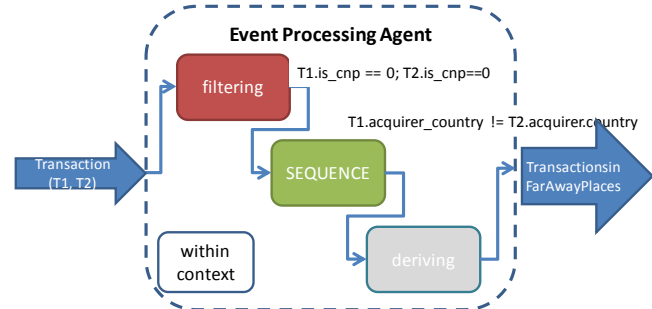 Event Processing Agent
filtering
T1.is_cnp == 0; T2.is_cnp==0
T1.acquirer_country != T2.acquirer.country
Transaction
(T1, T2)
SEQUENCE
Transactionsin
FarAwayPlaces
within
context
deriving